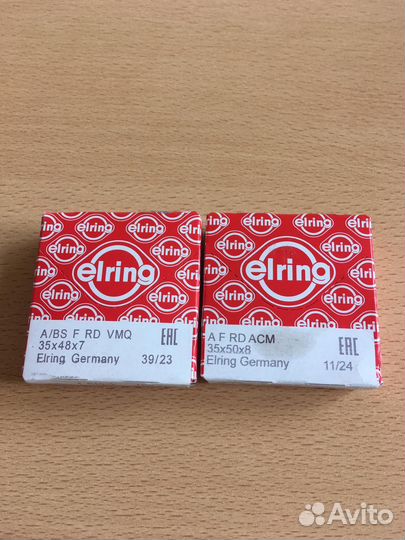 elring
A/BS F RD VMQ
35x48x7
Elring Germany 39/23
EAC
elring
A F RD ACM
35x50x8
Elring Germany 11/24
EAC
Avito